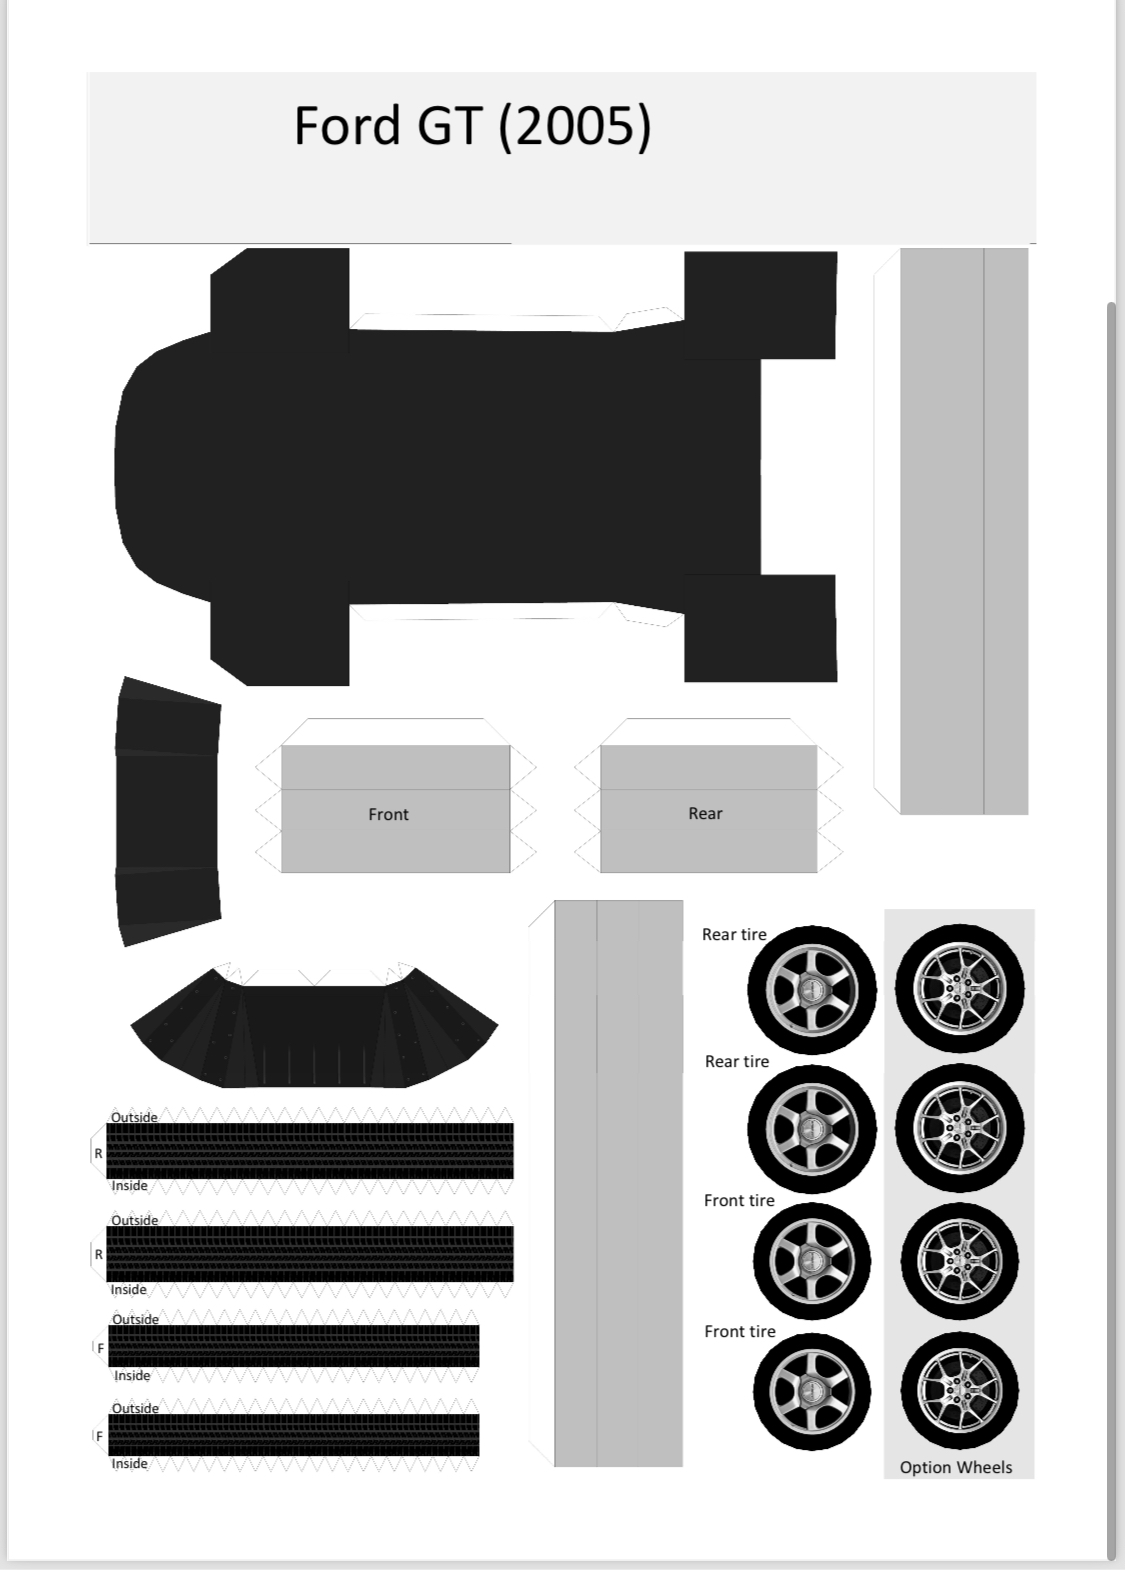 Ford GT (2005)
Front
Rear
Rear tire
Rear tire
Front tire
Front tire
Option Wheels
Outside
R
Inside
Outside
R
Inside
Outside
F
Inside
Outside
F
Inside